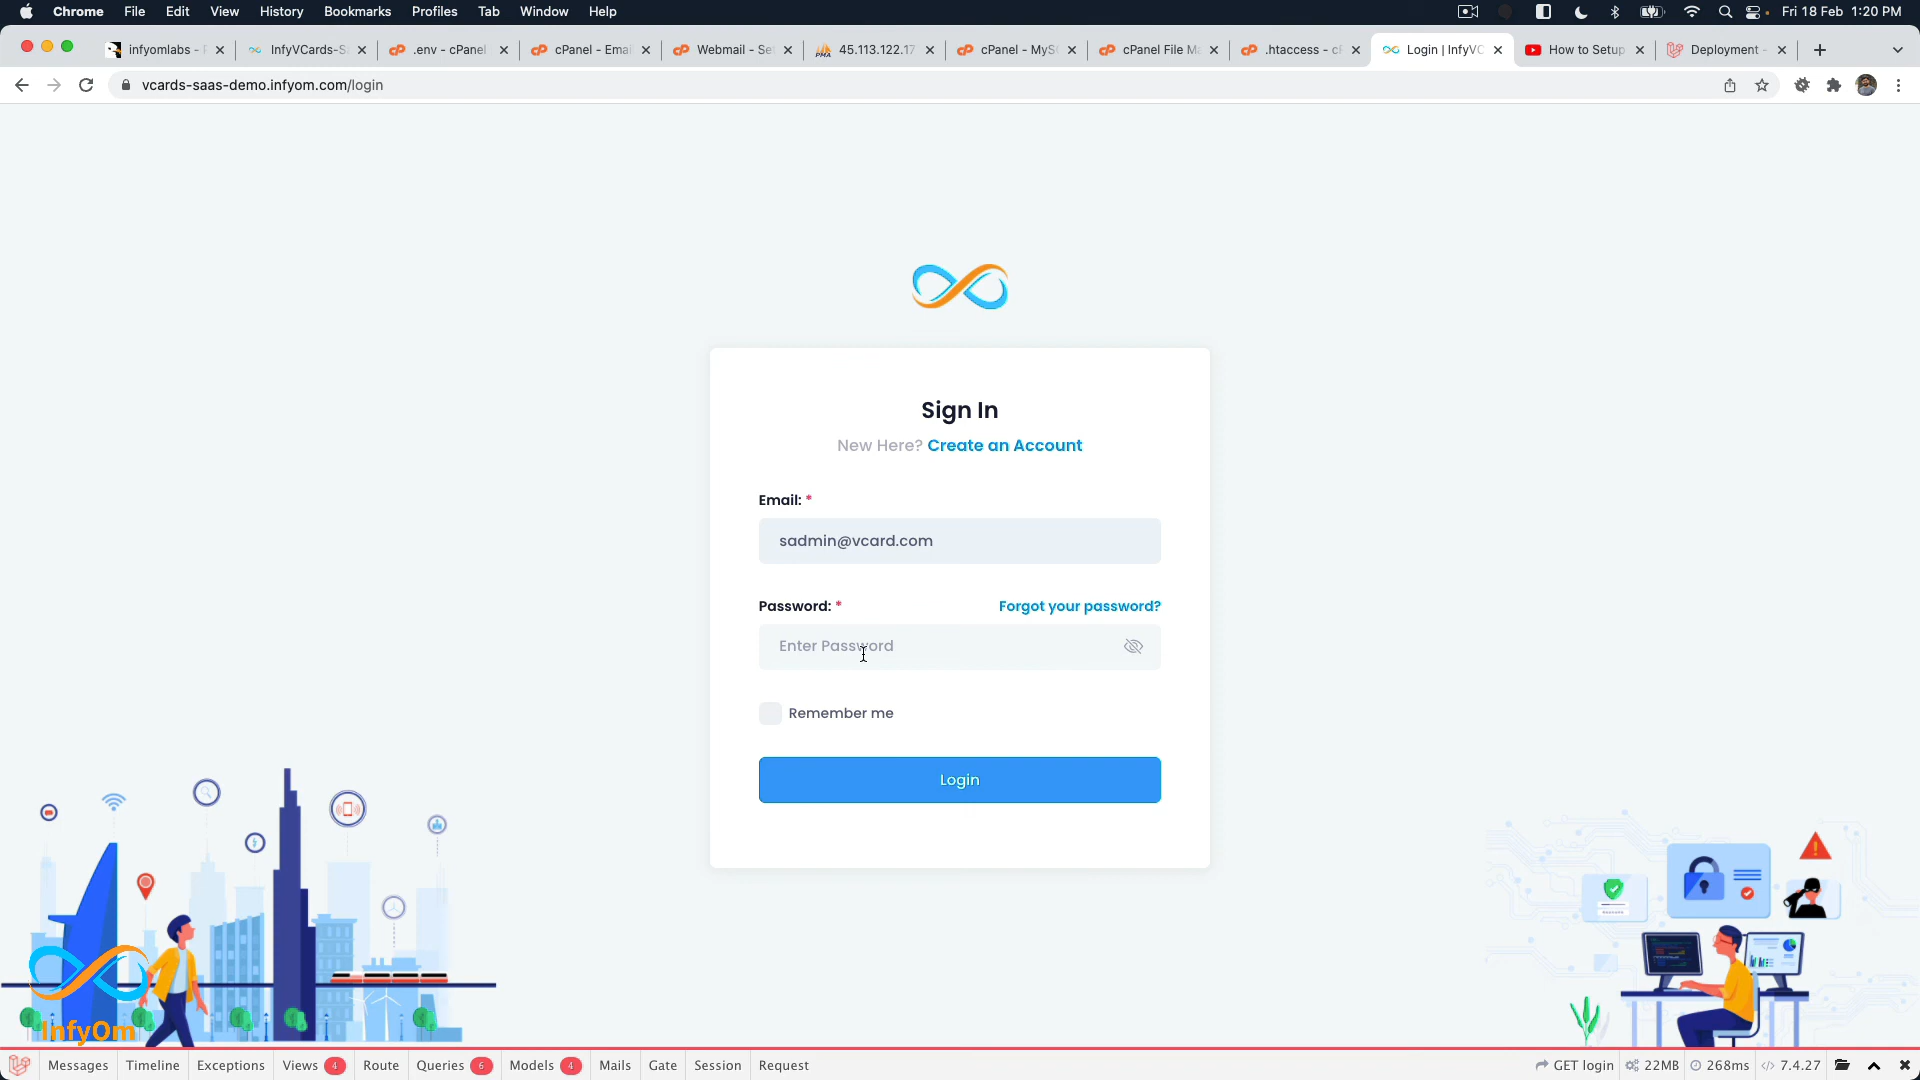 Chrome File Edit View History Bookmarks Profiles Tab Window Help Fri 18 Feb 1:20 PM
infyomlabs - InfyVCards-S .env - cPanel cPanel - Emai Webmail - Se 45.113.122.17 cPanel - MyS cPanel File M .htaccess - c Login | InfyVC How to Setup Deployment -
vcards-saas-demo.infyom.com/login
Sign In
New Here? Create an Account
Email: *
sadmin@vcard.com
Password: * Forgot your password?
Enter Password
Remember me
Login
InfyOm
Messages Timeline Exceptions Views 4 Route Queries 6 Models 4 Mails Gate Session Request GET login 22MB 268ms 7.4.27